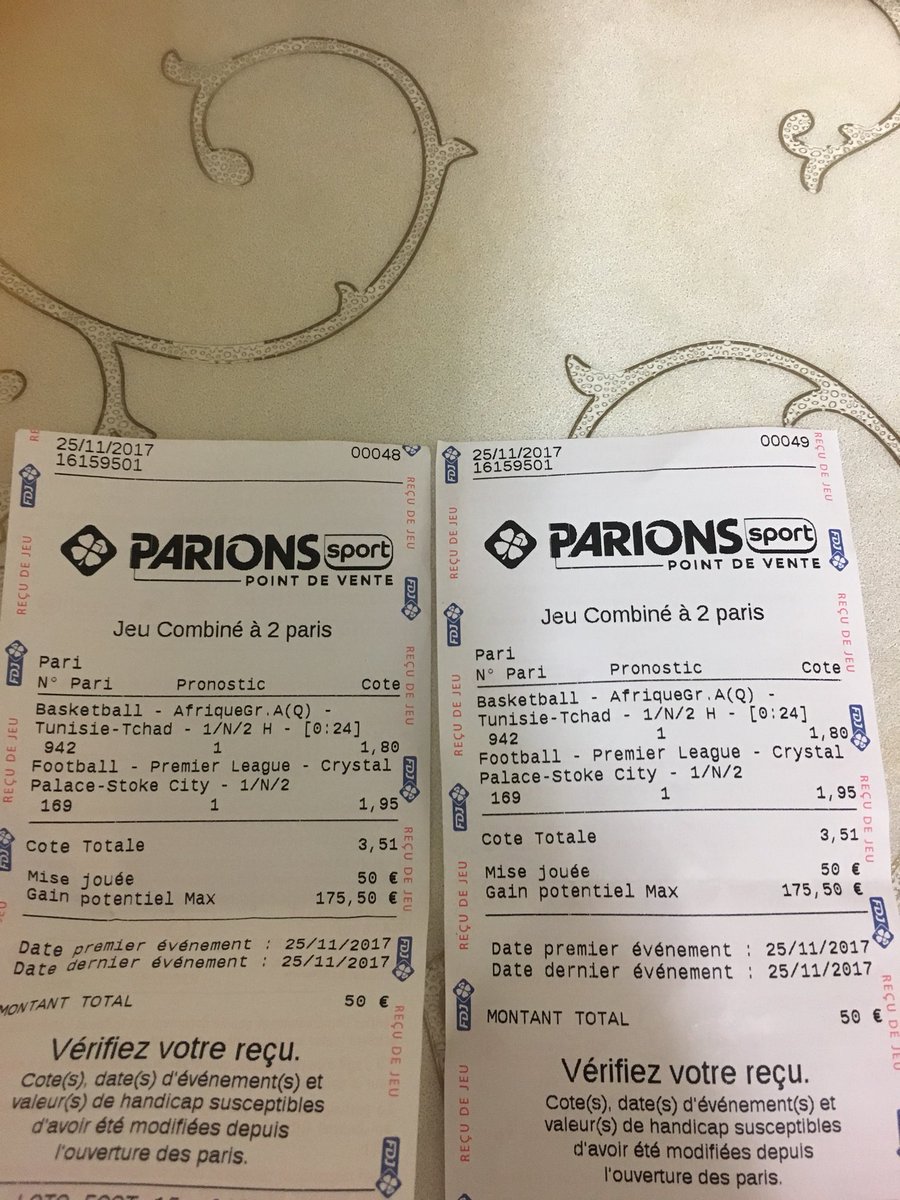 25/11/2017 00048
16159501
PARIONS sport
POINT DE VENTE
Jeu Combiné à 2 paris
Pari
N° Pari Pronostic Cote
Basketball - AfriqueGr.A(Q) -
Tunisie-Tchad - 1/N/2 H - [0:24]
942 1 1,80
Football - Premier League - Crystal
Palace-Stoke City - 1/N/2
169 1 1,95
Cote Totale 3,51
Mise jouée 50 €
Gain potentiel Max 175,50 €
Date premier événement : 25/11/2017
Date dernier événement : 25/11/2017
MONTANT TOTAL 50 €
Vérifiez votre reçu.
Cote(s), date(s) d'événement(s) et
valeur(s) de handicap susceptibles
d'avoir été modifiées depuis
l'ouverture des paris.
REÇU DE JEU
FDJ
25/11/2017 00049
16159501
PARIONS sport
POINT DE VENTE
Jeu Combiné à 2 paris
Pari
N° Pari Pronostic Cote
Basketball - AfriqueGr.A(Q) -
Tunisie-Tchad - 1/N/2 H - [0:24]
942 1 1,80
Football - Premier League - Crystal
Palace-Stoke City - 1/N/2
169 1 1,95
Cote Totale 3,51
Mise jouée 50 €
Gain potentiel Max 175,50 €
Date premier événement : 25/11/2017
Date dernier événement : 25/11/2017
MONTANT TOTAL 50 €
Vérifiez votre reçu.
Cote(s), date(s) d'événement(s) et
valeur(s) de handicap susceptibles
d'avoir été modifiées depuis
l'ouverture des paris.
REÇU DE JEU
FDJ